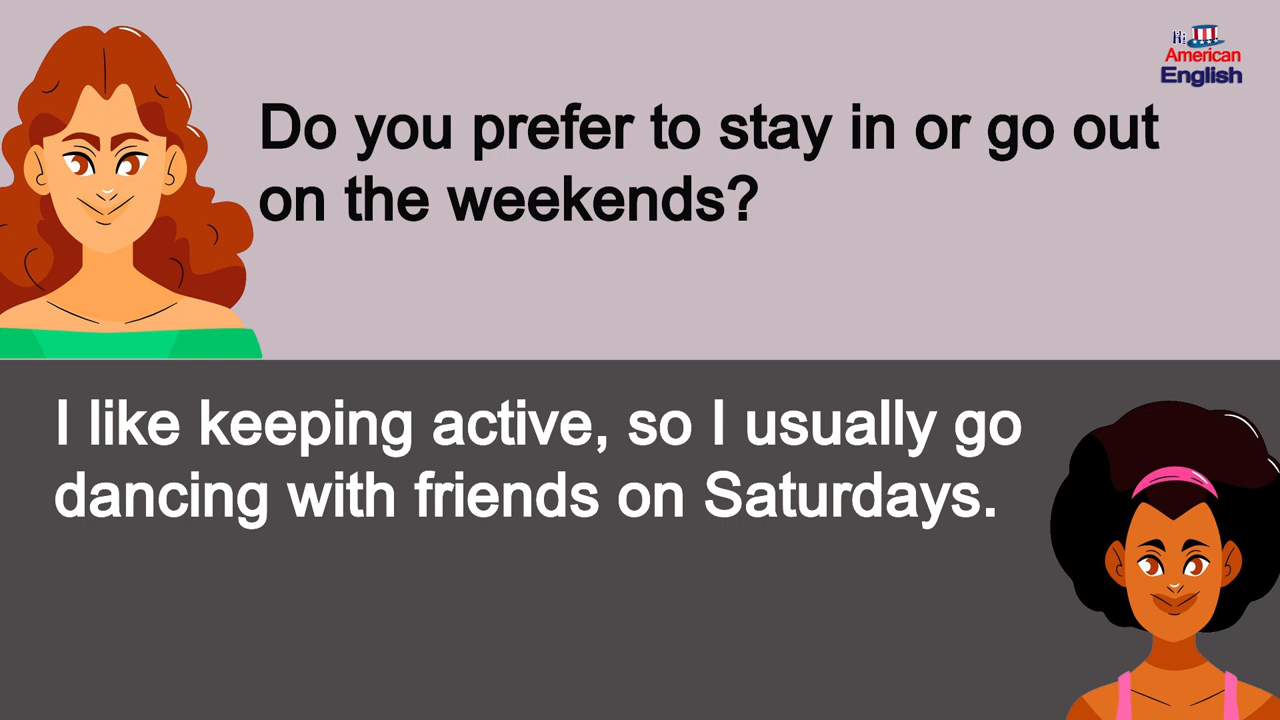 Hi
American
English
Do you prefer to stay in or go out
on the weekends?
I like keeping active, so I usually go
dancing with friends on Saturdays.